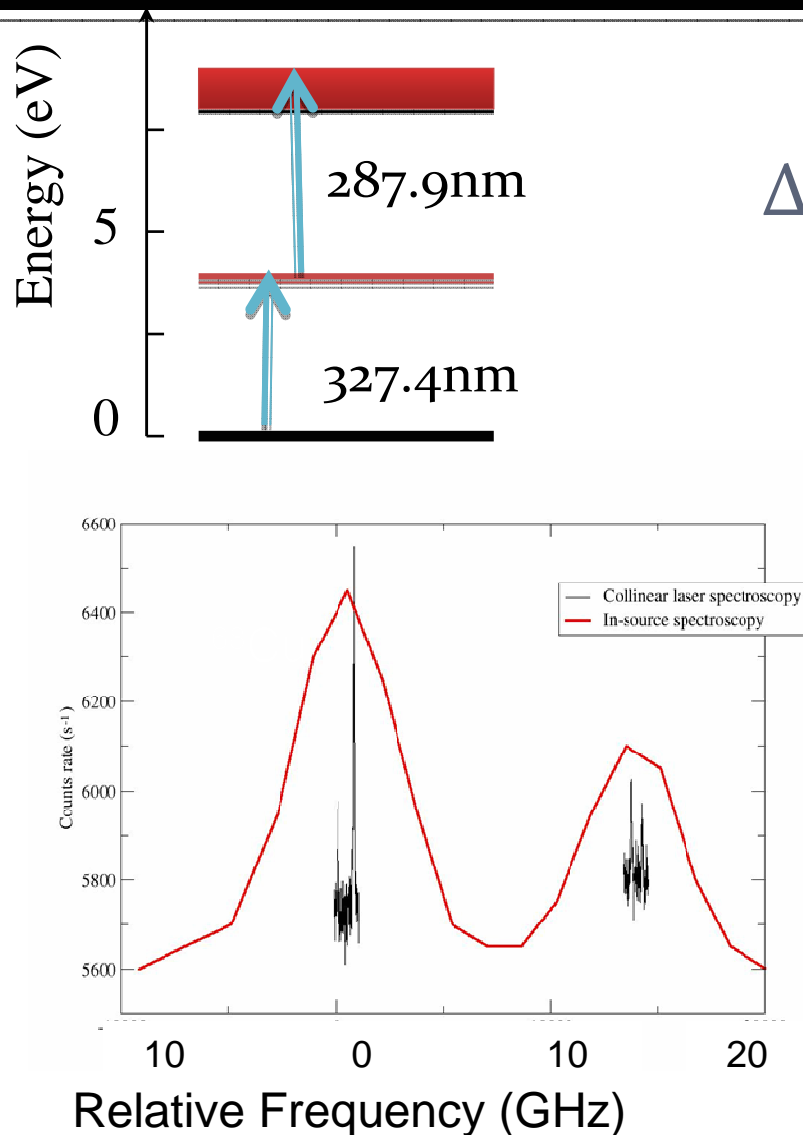 Energy (eV)
287.9nm
Δ
5
327.4nm
0
6600
6400
6200
6000
5800
5600
Counts rate (s⁻¹)
Collinear laser spectroscopy
In-source spectroscopy
10 0 10 20
Relative Frequency (GHz)